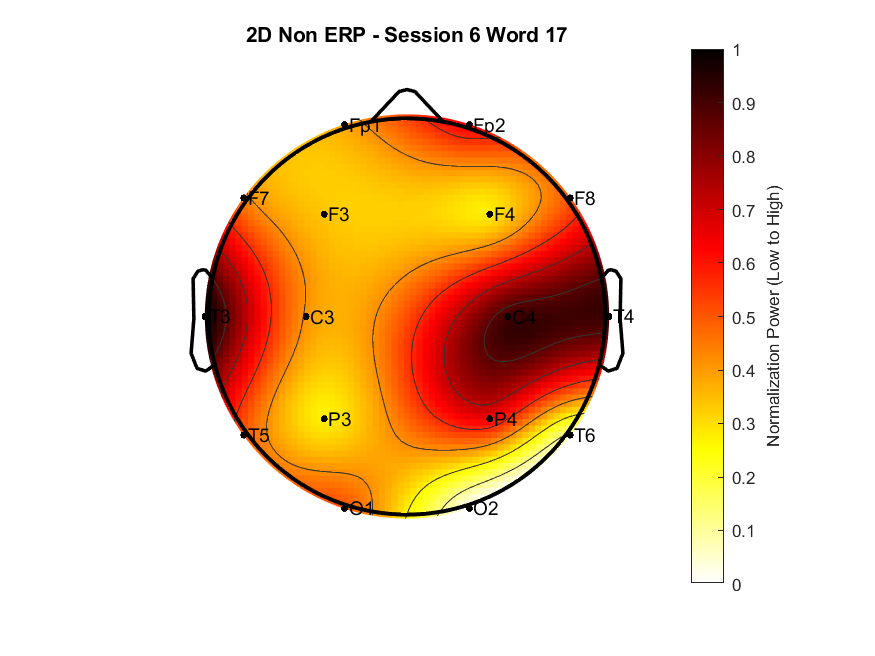 2D Non ERP - Session 6 Word 17
Fp1 Fp2
F7 F8
F3 F4
T3 C3 C4 T4
P3 P4
T5 T6
O1 O2
1
0.9
0.8
0.7
0.6
0.5
0.4
0.3
0.2
0.1
0
Normalization Power (Low to High)